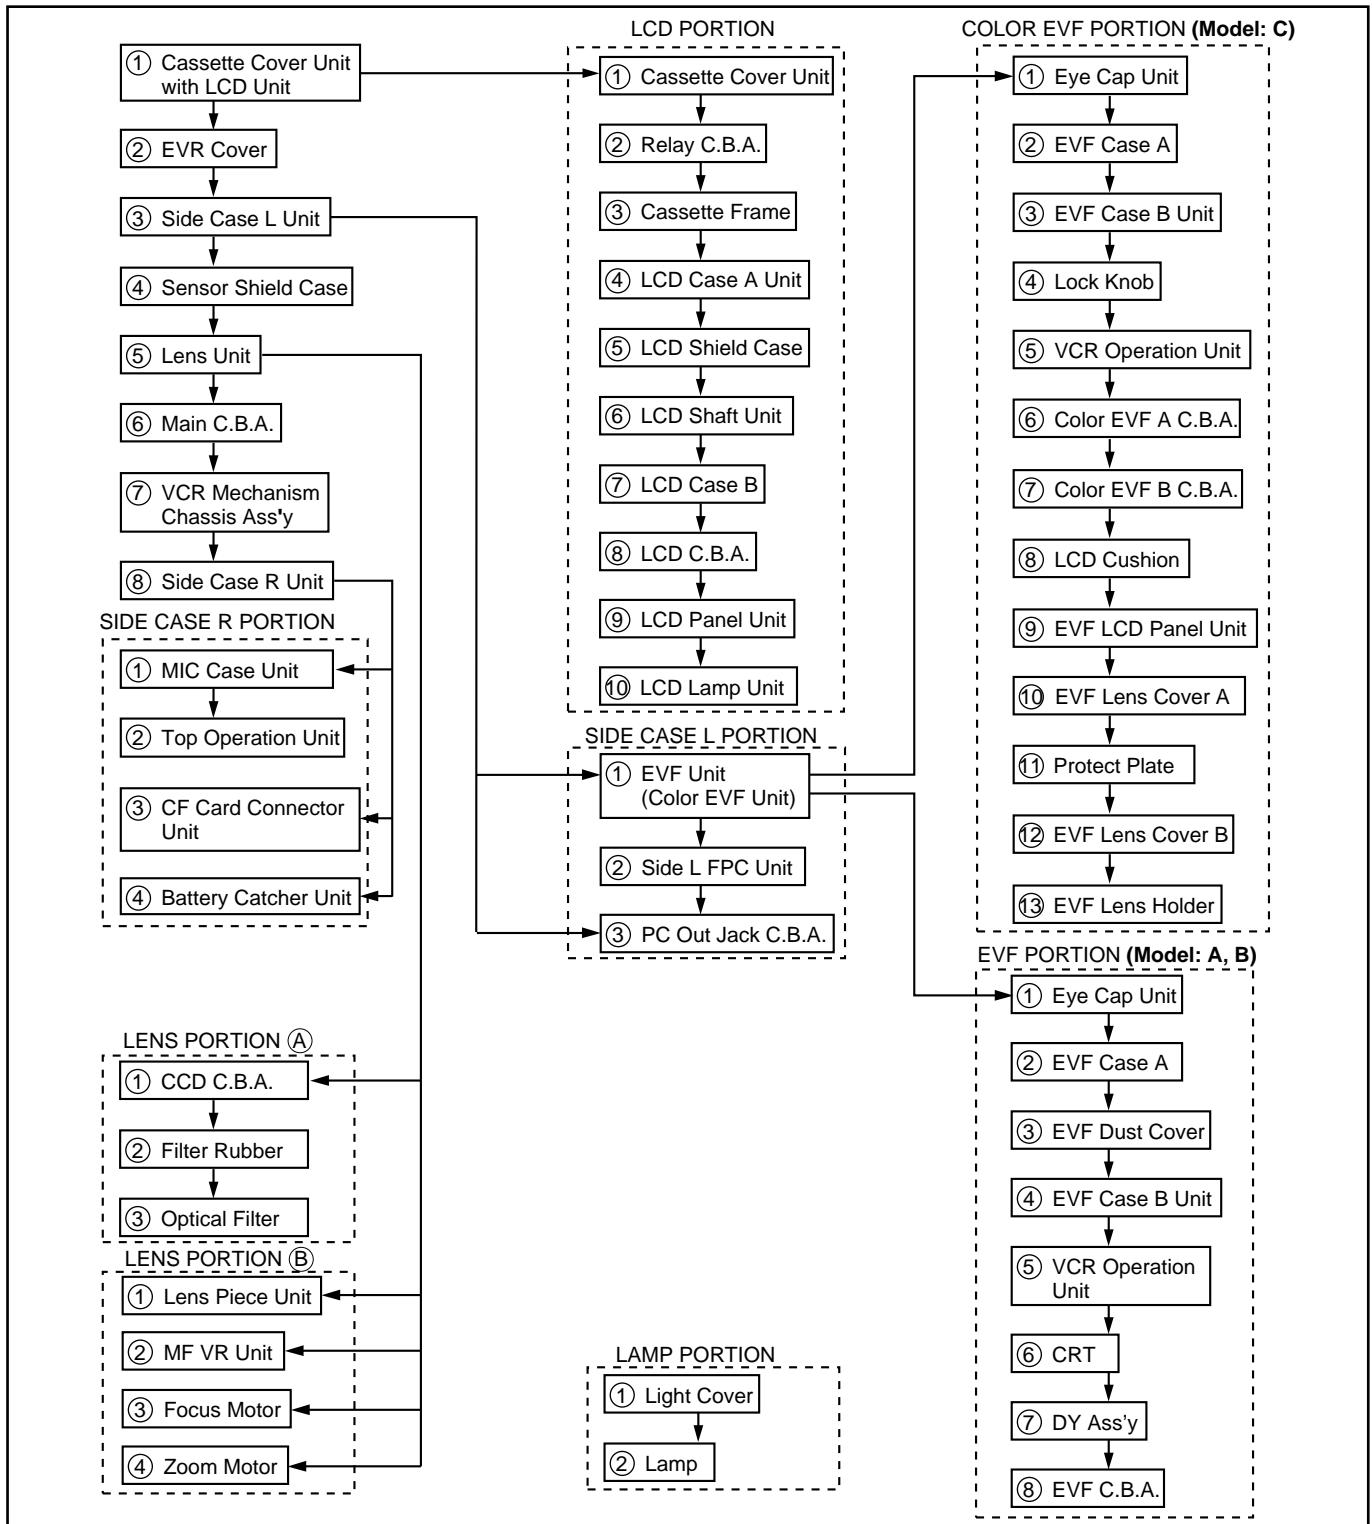 ① Cassette Cover Unit
with LCD Unit
② EVR Cover
③ Side Case L Unit
④ Sensor Shield Case
⑤ Lens Unit
⑥ Main C.B.A.
⑦ VCR Mechanism
Chassis Ass'y
⑧ Side Case R Unit
SIDE CASE R PORTION
① MIC Case Unit
② Top Operation Unit
③ CF Card Connector
Unit
④ Battery Catcher Unit
LENS PORTION Ⓐ
① CCD C.B.A.
② Filter Rubber
③ Optical Filter
LENS PORTION Ⓑ
① Lens Piece Unit
② MF VR Unit
③ Focus Motor
④ Zoom Motor
LCD PORTION
① Cassette Cover Unit
② Relay C.B.A.
③ Cassette Frame
④ LCD Case A Unit
⑤ LCD Shield Case
⑥ LCD Shaft Unit
⑦ LCD Case B
⑧ LCD C.B.A.
⑨ LCD Panel Unit
⑩ LCD Lamp Unit
SIDE CASE L PORTION
① EVF Unit
(Color EVF Unit)
② Side L FPC Unit
③ PC Out Jack C.B.A.
LAMP PORTION
① Light Cover
② Lamp
COLOR EVF PORTION (Model: C)
① Eye Cap Unit
② EVF Case A
③ EVF Case B Unit
④ Lock Knob
⑤ VCR Operation Unit
⑥ Color EVF A C.B.A.
⑦ Color EVF B C.B.A.
⑧ LCD Cushion
⑨ EVF LCD Panel Unit
⑩ EVF Lens Cover A
⑪ Protect Plate
⑫ EVF Lens Cover B
⑬ EVF Lens Holder
EVF PORTION (Model: A, B)
① Eye Cap Unit
② EVF Case A
③ EVF Dust Cover
④ EVF Case B Unit
⑤ VCR Operation
Unit
⑥ CRT
⑦ DY Ass’y
⑧ EVF C.B.A.